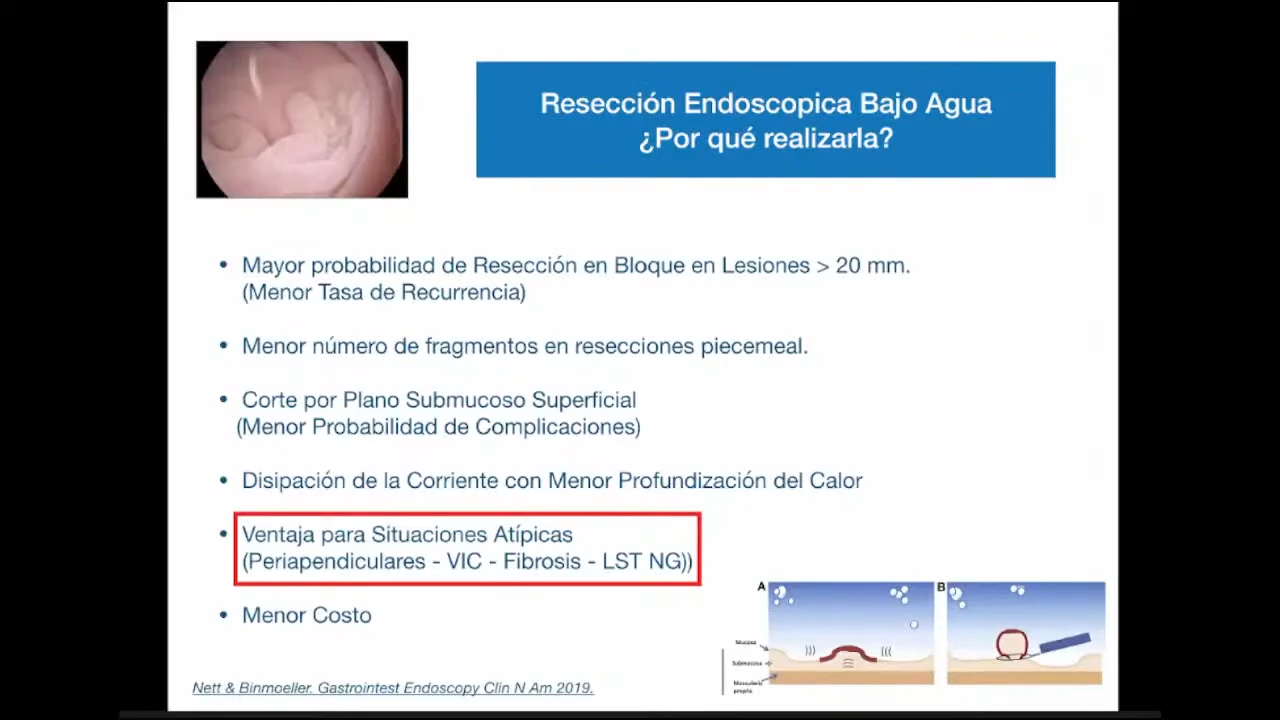 Resección Endoscopica Bajo Agua
¿Por qué realizarla?
• Mayor probabilidad de Resección en Bloque en Lesiones > 20 mm.
(Menor Tasa de Recurrencia)
• Menor número de fragmentos en resecciones piecemeal.
• Corte por Plano Submucoso Superficial
(Menor Probabilidad de Complicaciones)
• Disipación de la Corriente con Menor Profundización del Calor
• Ventaja para Situaciones Atípicas
(Periapendiculares - VIC - Fibrosis - LST NG))
• Menor Costo
A
B
Mucosa
Submucosa
Muscularis
propria
Nett & Binmoeller. Gastrointest Endoscopy Clin N Am 2019.